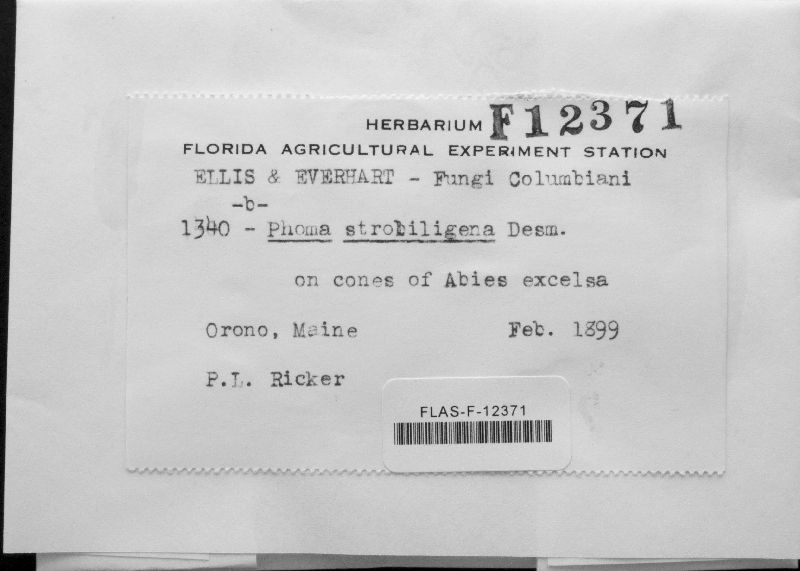 HERBARIUM F12371
FLORIDA AGRICULTURAL EXPERIMENT STATION
ELLIS & EVERHART - Fungi Columbiani
-b-
1340 - Phoma strobiligena Desm.
on cones of Abies excelsa
Orono, Maine Feb. 1899
P.L. Ricker
FLAS-F-12371